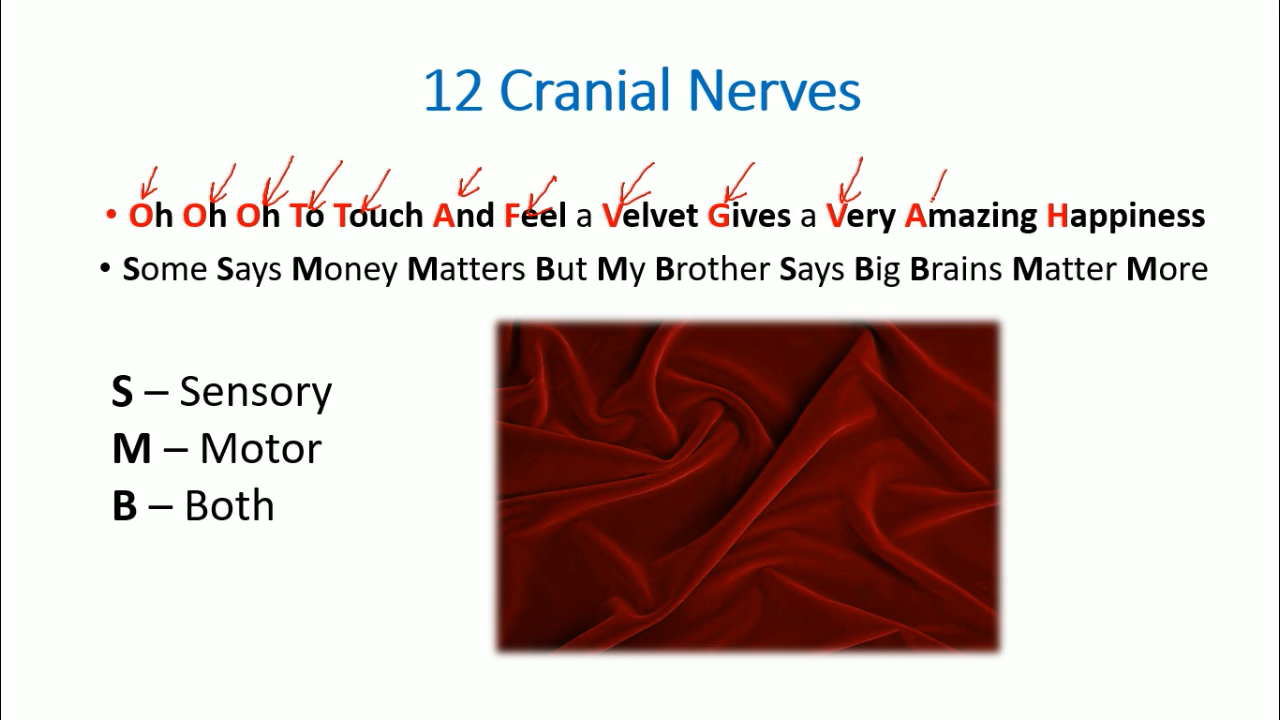 12 Cranial Nerves
• Oh Oh Oh To Touch And Feel a Velvet Gives a Very Amazing Happiness
• Some Says Money Matters But My Brother Says Big Brains Matter More
S – Sensory
M – Motor
B – Both